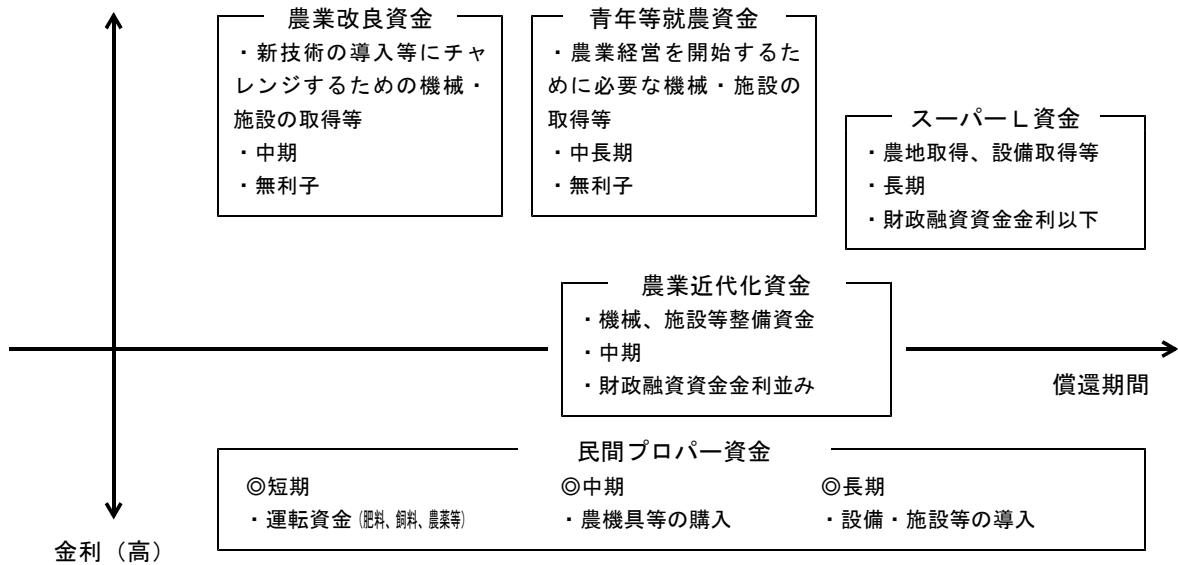 農業改良資金
・新技術の導入等にチャ
レンジするための機械・
施設の取得等
・中期
・無利子
青年等就農資金
・農業経営を開始するた
めに必要な機械・施設の
取得等
・中長期
・無利子
スーパーL資金
・農地取得、設備取得等
・長期
・財政融資資金金利以下
農業近代化資金
・機械、施設等整備資金
・中期
・財政融資資金金利並み
償還期間
民間プロパー資金
◎短期
・運転資金(肥料、飼料、農薬等)
◎中期
・農機具等の購入
◎長期
・設備・施設等の導入
金利（高）